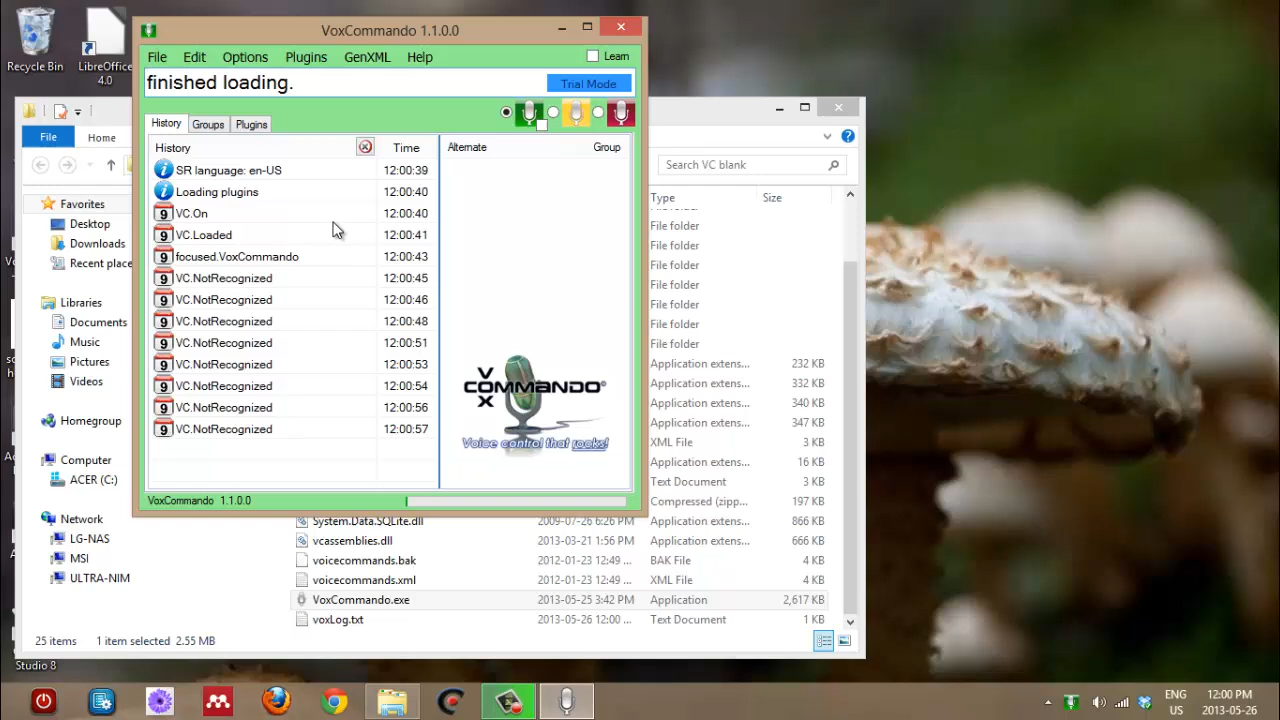 Recycle Bin
LibreOffice
4.0
VoxCommando 1.1.0.0
File Edit Options Plugins GenXML Help Learn
finished loading.
Trial Mode
History Groups Plugins
History Time Alternate Group
SR language: en-US 12:00:39
Loading plugins 12:00:40
VC.On 12:00:40
VC.Loaded 12:00:41
focused.VoxCommando 12:00:43
VC.NotRecognized 12:00:45
VC.NotRecognized 12:00:46
VC.NotRecognized 12:00:48
VC.NotRecognized 12:00:51
VC.NotRecognized 12:00:53
VC.NotRecognized 12:00:54
VC.NotRecognized 12:00:56
VC.NotRecognized 12:00:57
VOX COMMANDO
Voice control that rocks!
VoxCommando 1.1.0.0
File Home
Search VC blank
Favorites
Desktop
Downloads
Recent place
Libraries
Documents
Music
Pictures
Videos
Homegroup
Computer
ACER (C:)
Network
LG-NAS
MSI
ULTRA-NIM
Type Size
File folder
File folder
File folder
File folder
File folder
File folder
File folder
Application extens... 232 KB
Application extens... 332 KB
Application extens... 340 KB
Application extens... 347 KB
XML File 3 KB
Application extens... 16 KB
Text Document 3 KB
Compressed (zipp... 197 KB
System.Data.SQLite.dll 2009-07-26 6:26 PM Application extens... 866 KB
vcassemblies.dll 2013-03-21 1:56 PM Application extens... 666 KB
voicecommands.bak 2012-01-23 12:49 ... BAK File 4 KB
voicecommands.xml 2012-01-23 12:49 ... XML File 4 KB
VoxCommando.exe 2013-05-25 3:42 PM Application 2,617 KB
voxLog.txt 2013-05-26 12:00 ... Text Document 1 KB
25 items 1 item selected 2.55 MB
Studio 8
ENG
US
12:00 PM
2013-05-26